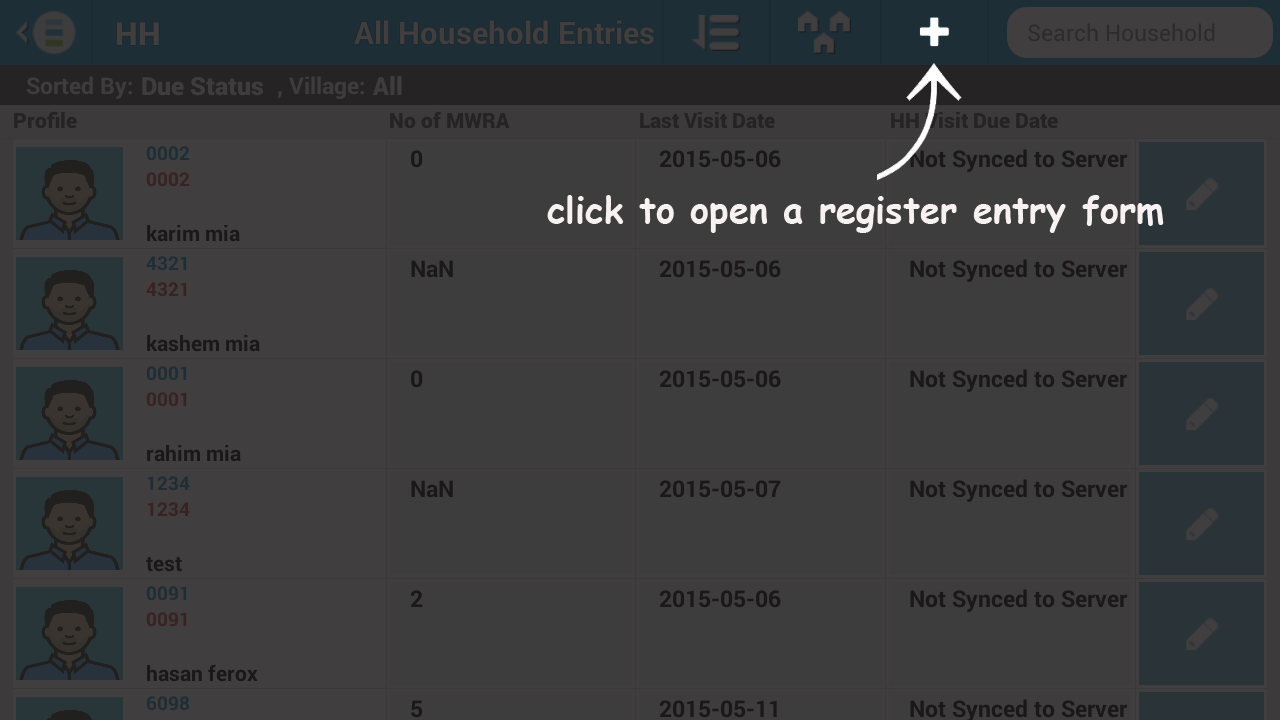 HH All Household Entries Search Household
Sorted By: Due Status , Village: All
Profile No of MWRA Last Visit Date HH Visit Due Date
0002 0 2015-05-06 Not Synced to Server
0002
click to open a register entry form
karim mia
4321 NaN 2015-05-06 Not Synced to Server
4321
kashem mia
0001 0 2015-05-06 Not Synced to Server
0001
rahim mia
1234 NaN 2015-05-07 Not Synced to Server
1234
test
0091 2 2015-05-06 Not Synced to Server
0091
hasan ferox
6098 5 2015-05-11 Not Synced to Server